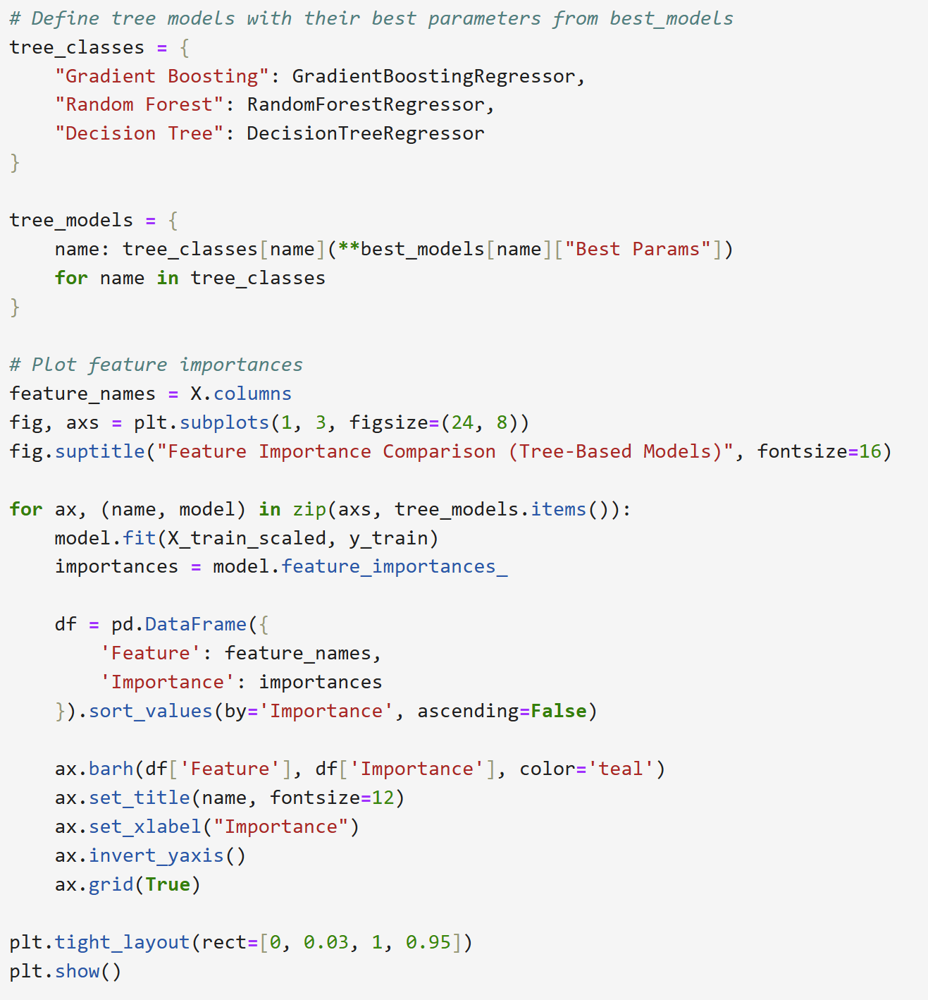 # Define tree models with their best parameters from best_models
tree_classes = {
    "Gradient Boosting": GradientBoostingRegressor,
    "Random Forest": RandomForestRegressor,
    "Decision Tree": DecisionTreeRegressor
}

tree_models = {
    name: tree_classes[name](**best_models[name]["Best Params"])
    for name in tree_classes
}

# Plot feature importances
feature_names = X.columns
fig, axs = plt.subplots(1, 3, figsize=(24, 8))
fig.suptitle("Feature Importance Comparison (Tree-Based Models)", fontsize=16)

for ax, (name, model) in zip(axs, tree_models.items()):
    model.fit(X_train_scaled, y_train)
    importances = model.feature_importances_

    df = pd.DataFrame({
        'Feature': feature_names,
        'Importance': importances
    }).sort_values(by='Importance', ascending=False)

    ax.barh(df['Feature'], df['Importance'], color='teal')
    ax.set_title(name, fontsize=12)
    ax.set_xlabel("Importance")
    ax.invert_yaxis()
    ax.grid(True)

plt.tight_layout(rect=[0, 0.03, 1, 0.95])
plt.show()